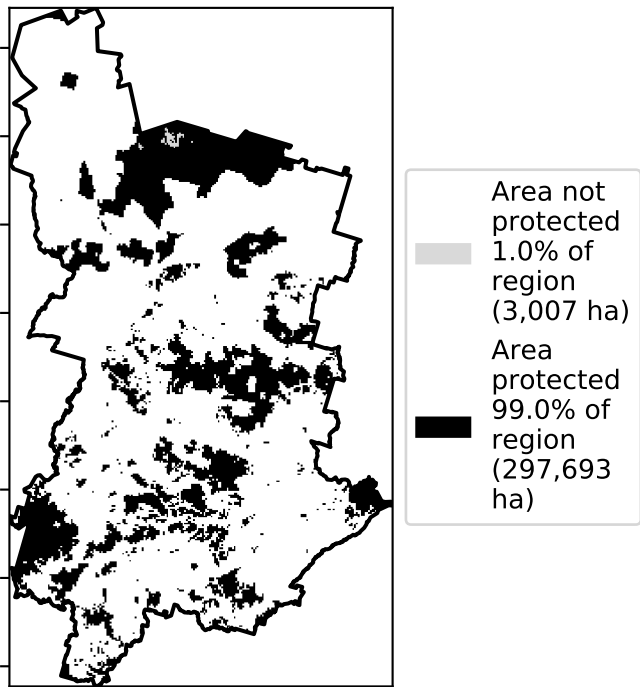 Area not
protected
1.0% of
region
(3,007 ha)
Area
protected
99.0% of
region
(297,693
ha)